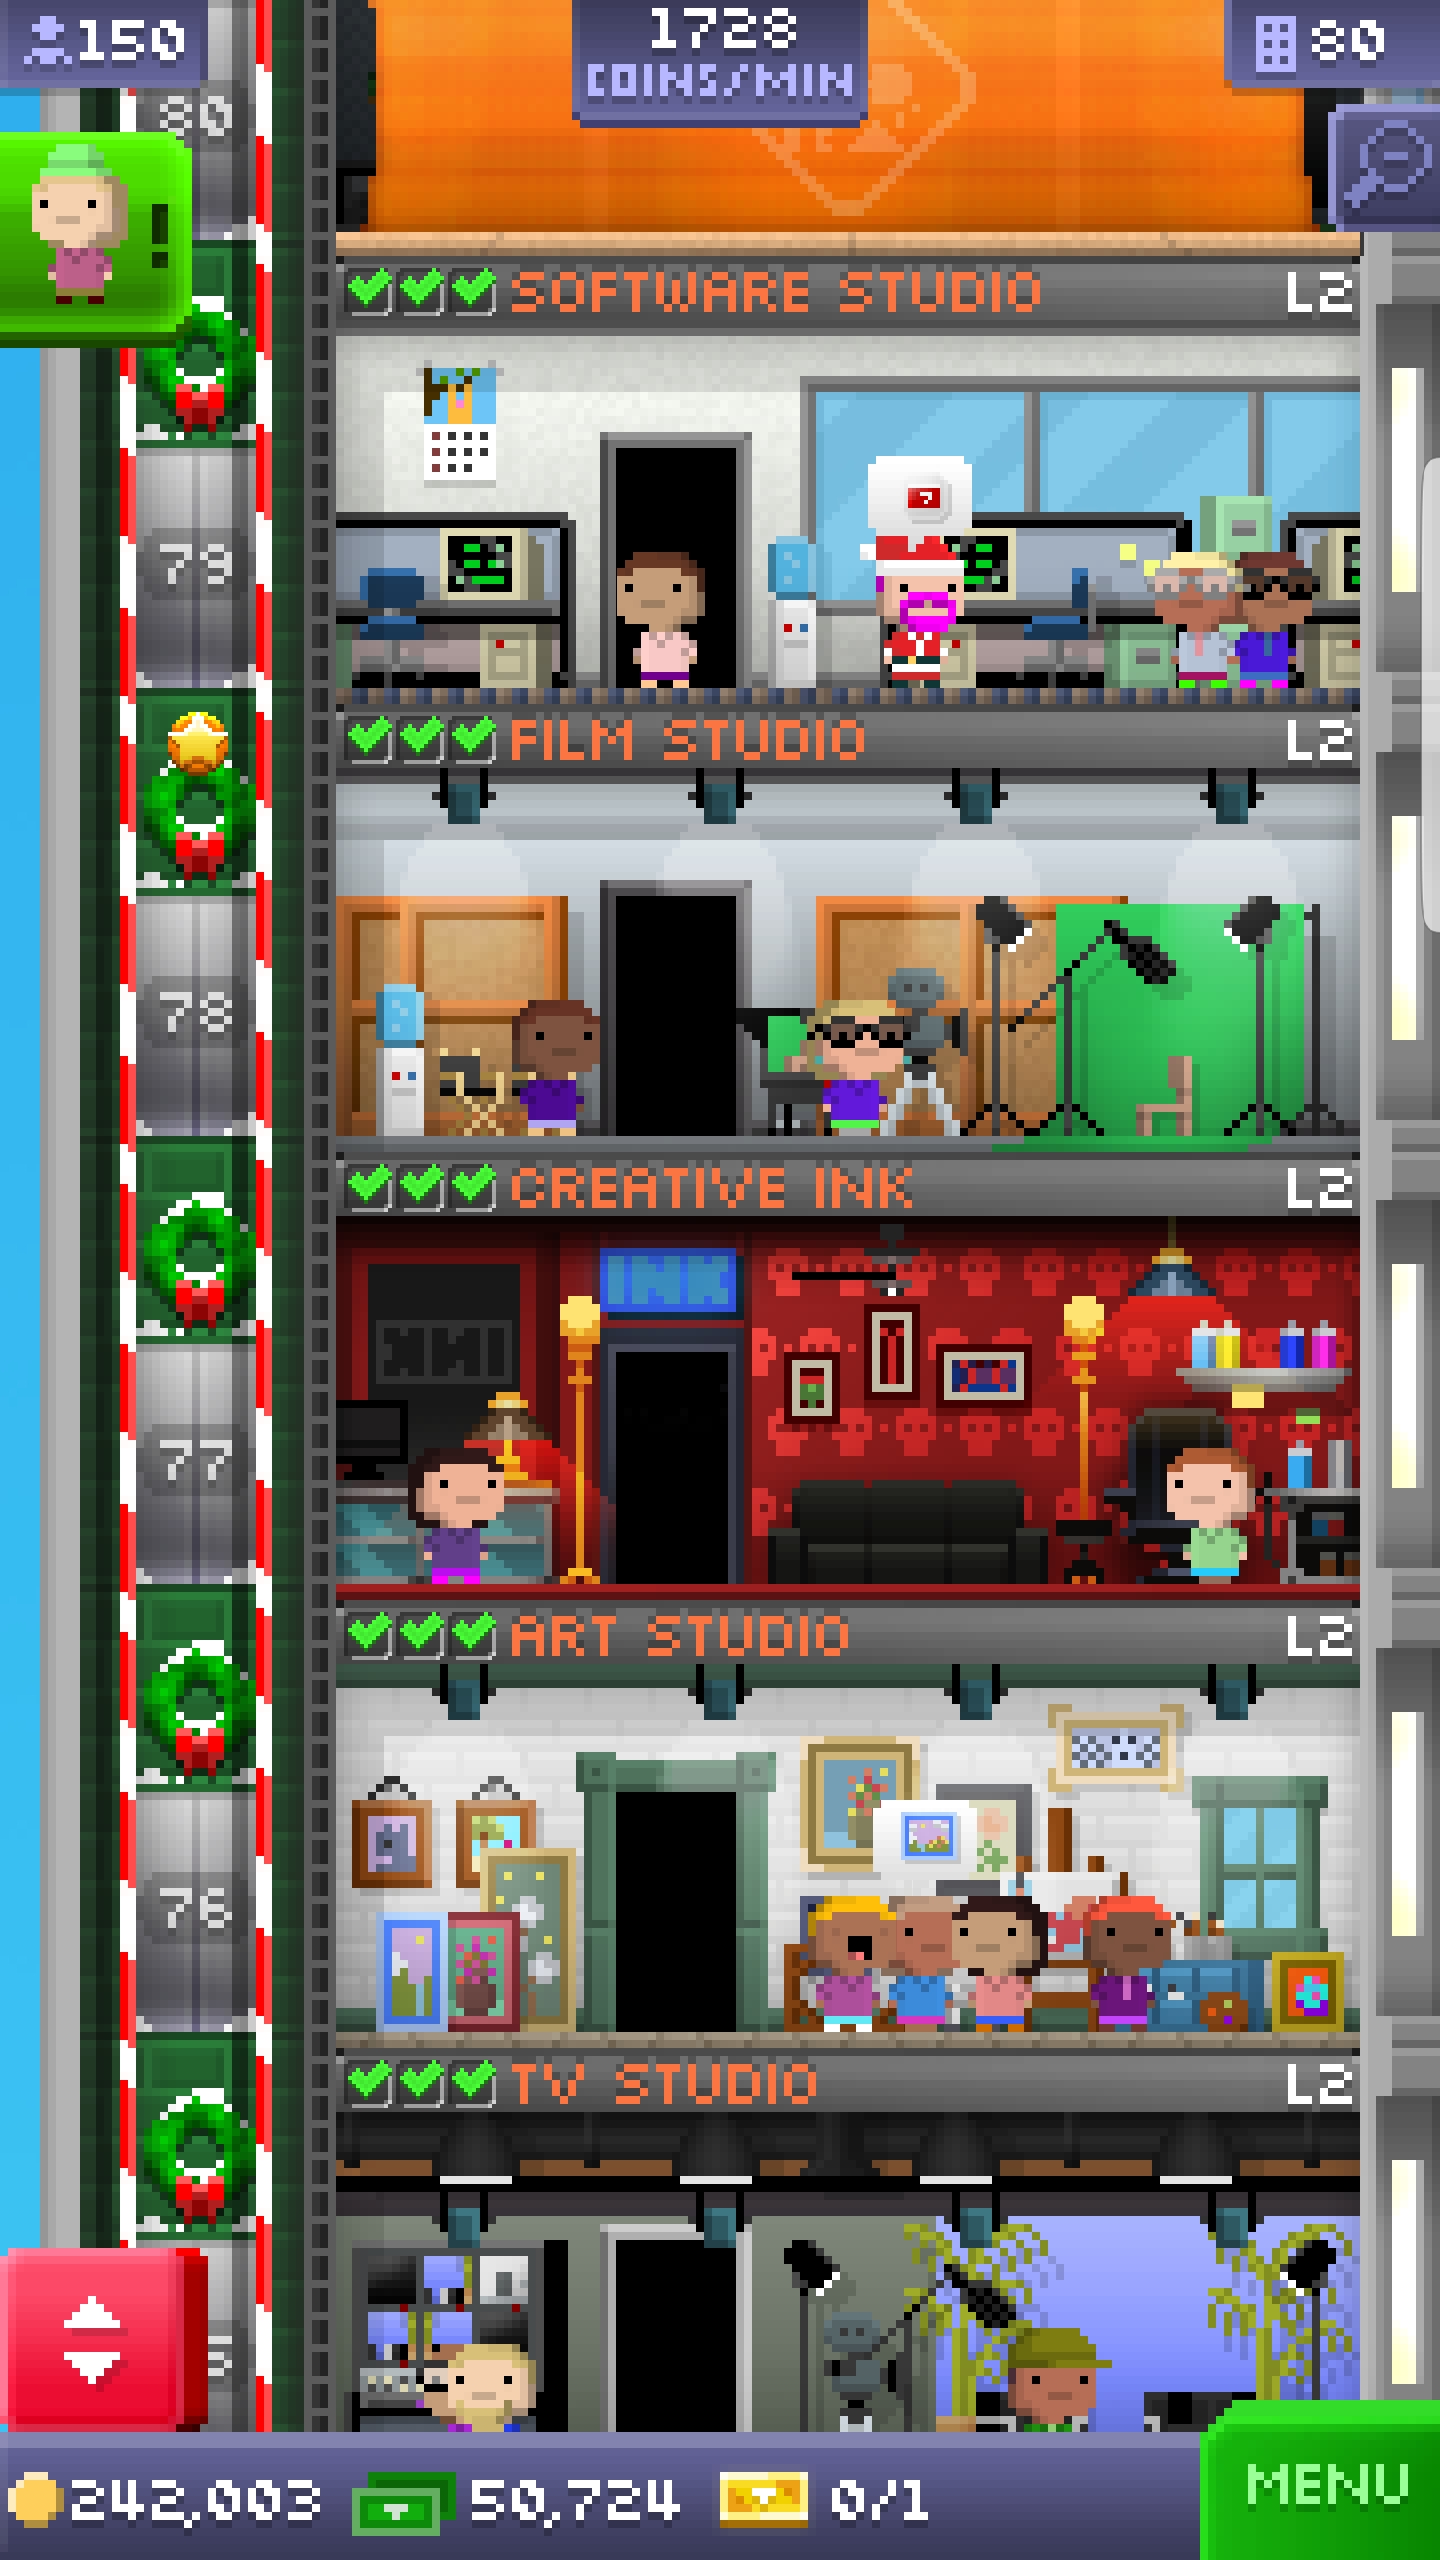 150
1728
COINS/MIN
80
80
SOFTWARE STUDIO L2
79
FILM STUDIO L2
78
CREATIVE INK L2
INK
77
ART STUDIO L2
76
TV STUDIO L2
5
242,003 50,724 0/1
MENU